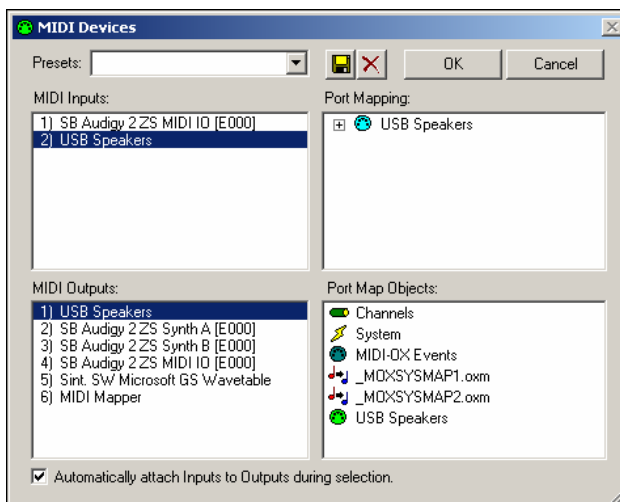 MIDI Devices
Presets:
OK
Cancel
MIDI Inputs:
1) SB Audigy 2 ZS MIDI IO [E000]
2) USB Speakers
Port Mapping:
USB Speakers
MIDI Outputs:
1) USB Speakers
2) SB Audigy 2 ZS Synth A [E000]
3) SB Audigy 2 ZS Synth B [E000]
4) SB Audigy 2 ZS MIDI IO [E000]
5) Sint. SW Microsoft GS Wavetable
6) MIDI Mapper
Port Map Objects:
Channels
System
MIDI-OX Events
_MOXSYSMAP1.oxm
_MOXSYSMAP2.oxm
USB Speakers
Automatically attach Inputs to Outputs during selection.